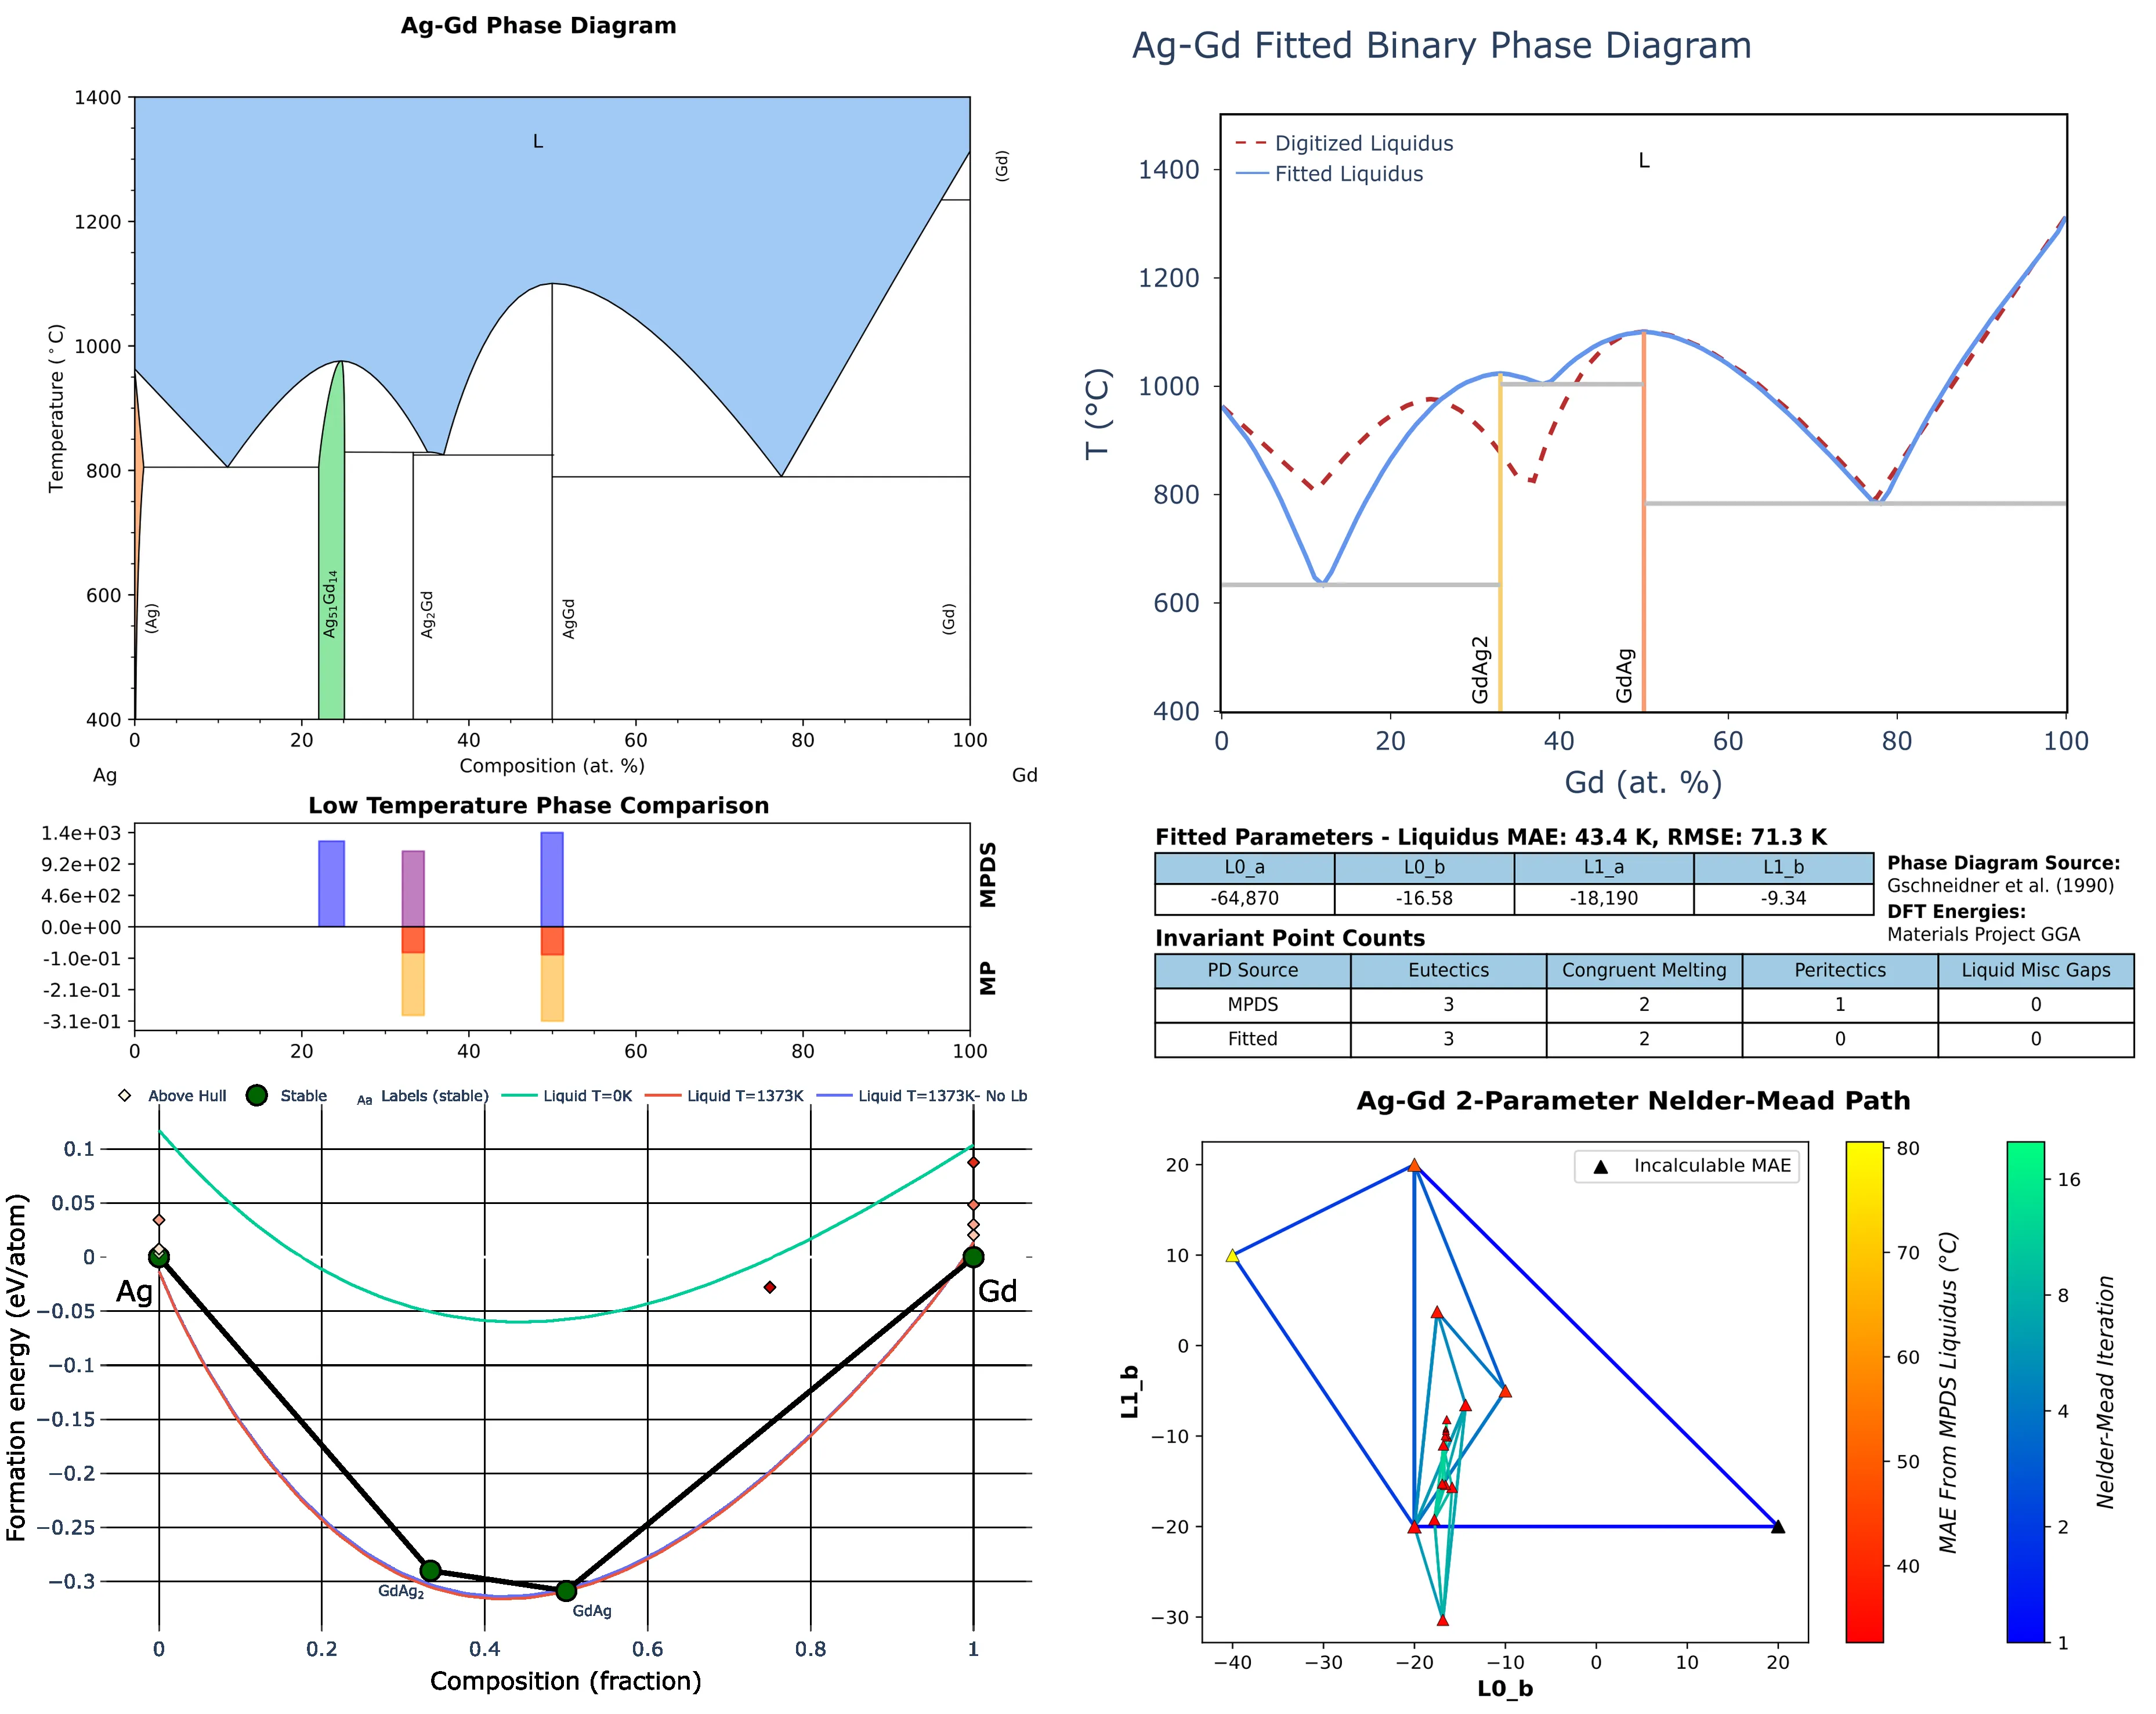 Ag-Gd Phase Diagram
1400
1200
1000
800
600
400
Temperature (°C)
L
(Gd)
(Ag)
Ag51Gd14
Ag2Gd
AgGd
(Gd)
0 20 40 60 80 100
Composition (at. %)
Ag
Gd
Ag-Gd Fitted Binary Phase Diagram
Digitized Liquidus
Fitted Liquidus
L
1400
1200
1000
800
600
400
T (°C)
GdAg2
GdAg
0 20 40 60 80 100
Gd (at. %)
Low Temperature Phase Comparison
1.4e+03
9.2e+02
4.6e+02
0.0e+00
-1.0e-01
-2.1e-01
-3.1e-01
MPDS
MP
0 20 40 60 80 100
Fitted Parameters - Liquidus MAE: 43.4 K, RMSE: 71.3 K
L0_a L0_b L1_a L1_b
-64,870 -16.58 -18,190 -9.34
Phase Diagram Source:
Gschneidner et al. (1990)
DFT Energies:
Materials Project GGA
Invariant Point Counts
PD Source Eutectics Congruent Melting Peritectics Liquid Misc Gaps
MPDS 3 2 1 0
Fitted 3 2 0 0
Above Hull Stable Aa Labels (stable) Liquid T=0K Liquid T=1373K Liquid T=1373K- No Lb
0.1
0.05
0
−0.05
−0.1
−0.15
−0.2
−0.25
−0.3
Formation energy (eV/atom)
Ag
Gd
GdAg2
GdAg
0 0.2 0.4 0.6 0.8 1
Composition (fraction)
Ag-Gd 2-Parameter Nelder-Mead Path
Incalculable MAE
20
10
0
−10
−20
−30
L1_b
−40 −30 −20 −10 0 10 20
L0_b
80
70
60
50
40
MAE From MPDS Liquidus (°C)
16
8
4
2
1
Nelder-Mead Iteration